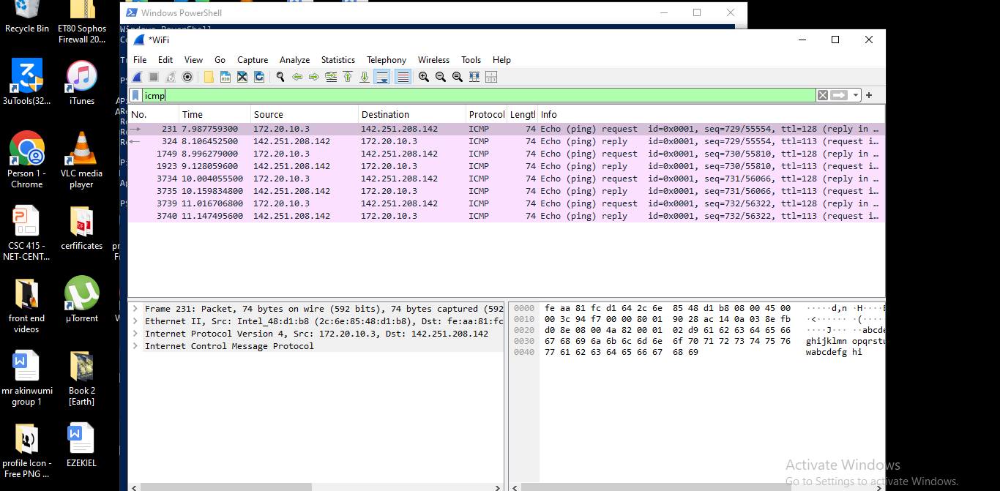 Recycle Bin
ET80 Sophos
Firewall 20...
3uTools(32...
iTunes
Person 1 -
Chrome
VLC media
player
CSC 415 -
NET-CENT...
cerfificates
front end
videos
µTorrent
mr akinwumi
group 1
Book 2
[Earth]
profile Icon -
Free PNG ...
EZEKIEL
Windows PowerShell
*WiFi
File Edit View Go Capture Analyze Statistics Telephony Wireless Tools Help
icmp
No. Time Source Destination Protocol Lengtl Info
231 7.987759300 172.20.10.3 142.251.208.142 ICMP 74 Echo (ping) request id=0x0001, seq=729/55554, ttl=128 (reply in …
324 8.106452500 142.251.208.142 172.20.10.3 ICMP 74 Echo (ping) reply id=0x0001, seq=729/55554, ttl=113 (request i…
1749 8.996279000 172.20.10.3 142.251.208.142 ICMP 74 Echo (ping) request id=0x0001, seq=730/55810, ttl=128 (reply in …
1923 9.128059600 142.251.208.142 172.20.10.3 ICMP 74 Echo (ping) reply id=0x0001, seq=730/55810, ttl=113 (request i…
3734 10.004055500 172.20.10.3 142.251.208.142 ICMP 74 Echo (ping) request id=0x0001, seq=731/56066, ttl=128 (reply in …
3735 10.159834800 142.251.208.142 172.20.10.3 ICMP 74 Echo (ping) reply id=0x0001, seq=731/56066, ttl=113 (request i…
3739 11.016706800 172.20.10.3 142.251.208.142 ICMP 74 Echo (ping) request id=0x0001, seq=732/56322, ttl=128 (reply in …
3740 11.147495600 142.251.208.142 172.20.10.3 ICMP 74 Echo (ping) reply id=0x0001, seq=732/56322, ttl=113 (request i…
Frame 231: Packet, 74 bytes on wire (592 bits), 74 bytes captured (592
Ethernet II, Src: Intel_48:d1:b8 (2c:6e:85:48:d1:b8), Dst: fe:aa:81:fc
Internet Protocol Version 4, Src: 172.20.10.3, Dst: 142.251.208.142
Internet Control Message Protocol
0000 fe aa 81 fc d1 64 2c 6e 85 48 d1 b8 08 00 45 00 ·····d,n ·H····E
0010 00 3c 94 f7 00 00 80 01 90 28 ac 14 0a 03 8e fb ·<······ ·(····
0020 d0 8e 08 00 4a 82 00 01 02 d9 61 62 63 64 65 66 ····J··· ··abcde
0030 67 68 69 6a 6b 6c 6d 6e 6f 70 71 72 73 74 75 76 ghijklmn opqrstu
0040 77 61 62 63 64 65 66 67 68 69 wabcdefg hi
Activate Windows
Go to Settings to activate Windows.